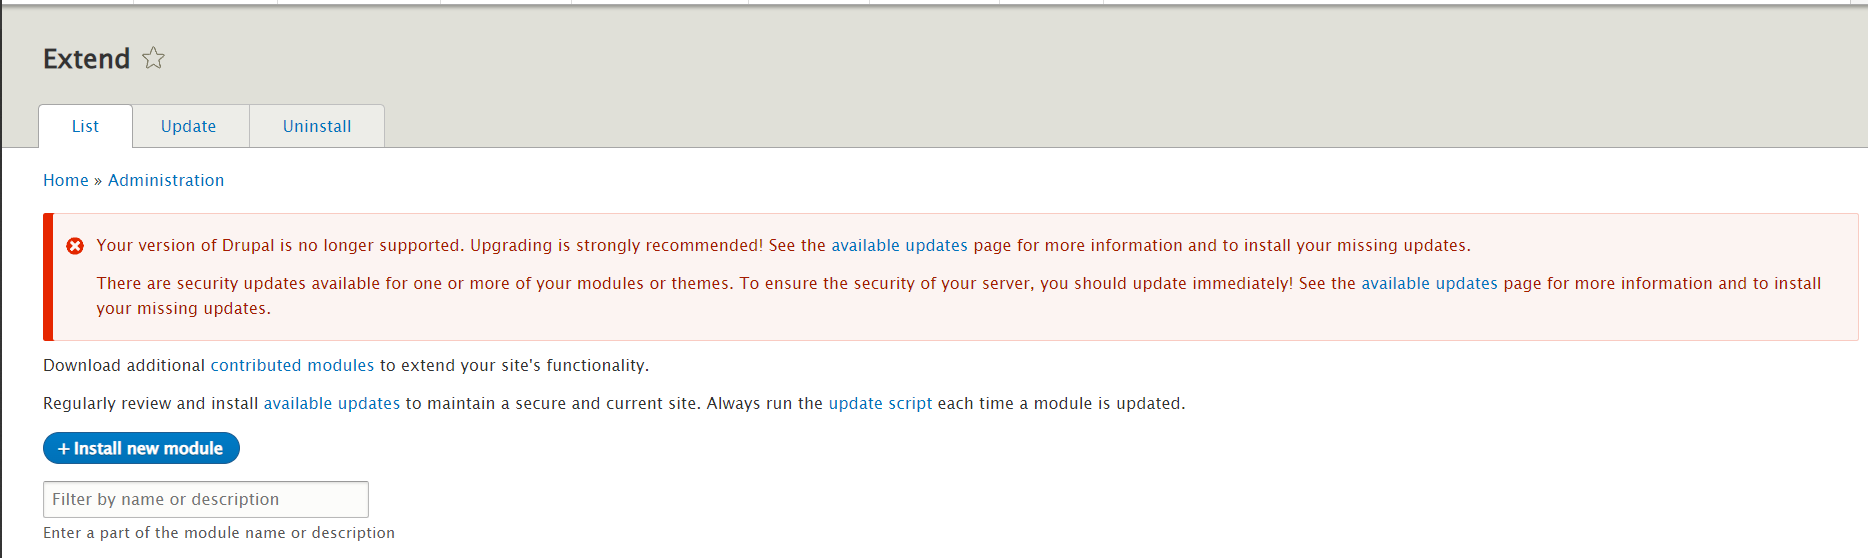 Extend
List Update Uninstall
Home » Administration
Your version of Drupal is no longer supported. Upgrading is strongly recommended! See the available updates page for more information and to install your missing updates.
There are security updates available for one or more of your modules or themes. To ensure the security of your server, you should update immediately! See the available updates page for more information and to install
your missing updates.
Download additional contributed modules to extend your site's functionality.
Regularly review and install available updates to maintain a secure and current site. Always run the update script each time a module is updated.
+ Install new module
Filter by name or description
Enter a part of the module name or description